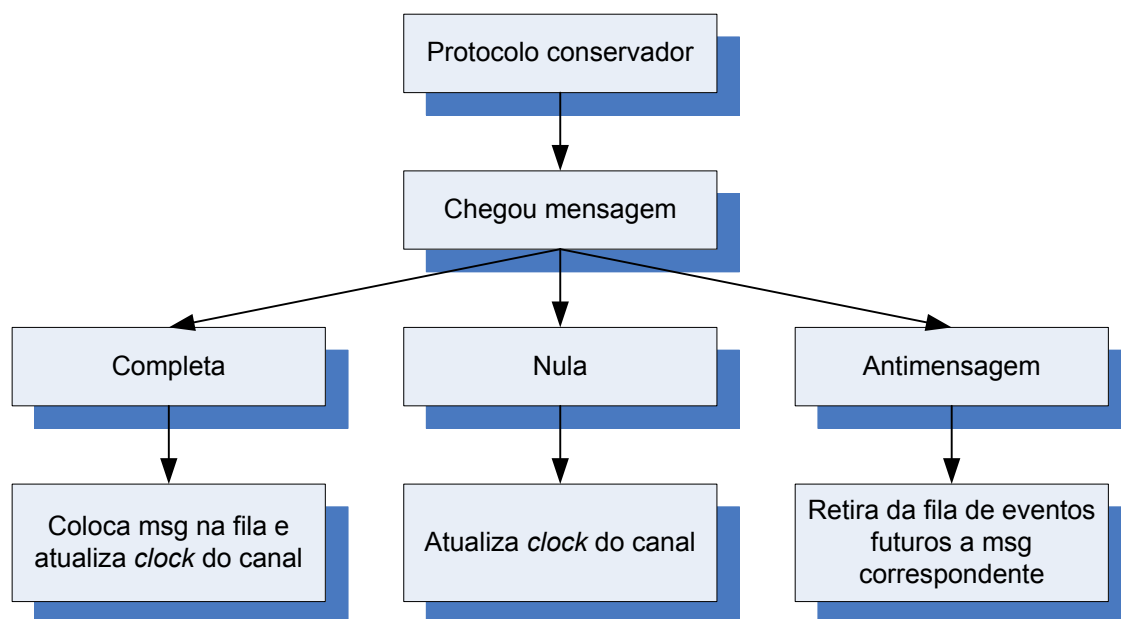 Protocolo conservador
Chegou mensagem
Completa
Nula
Antimensagem
Coloca msg na fila e
atualiza clock do canal
Atualiza clock do canal
Retira da fila de eventos
futuros a msg
correspondente